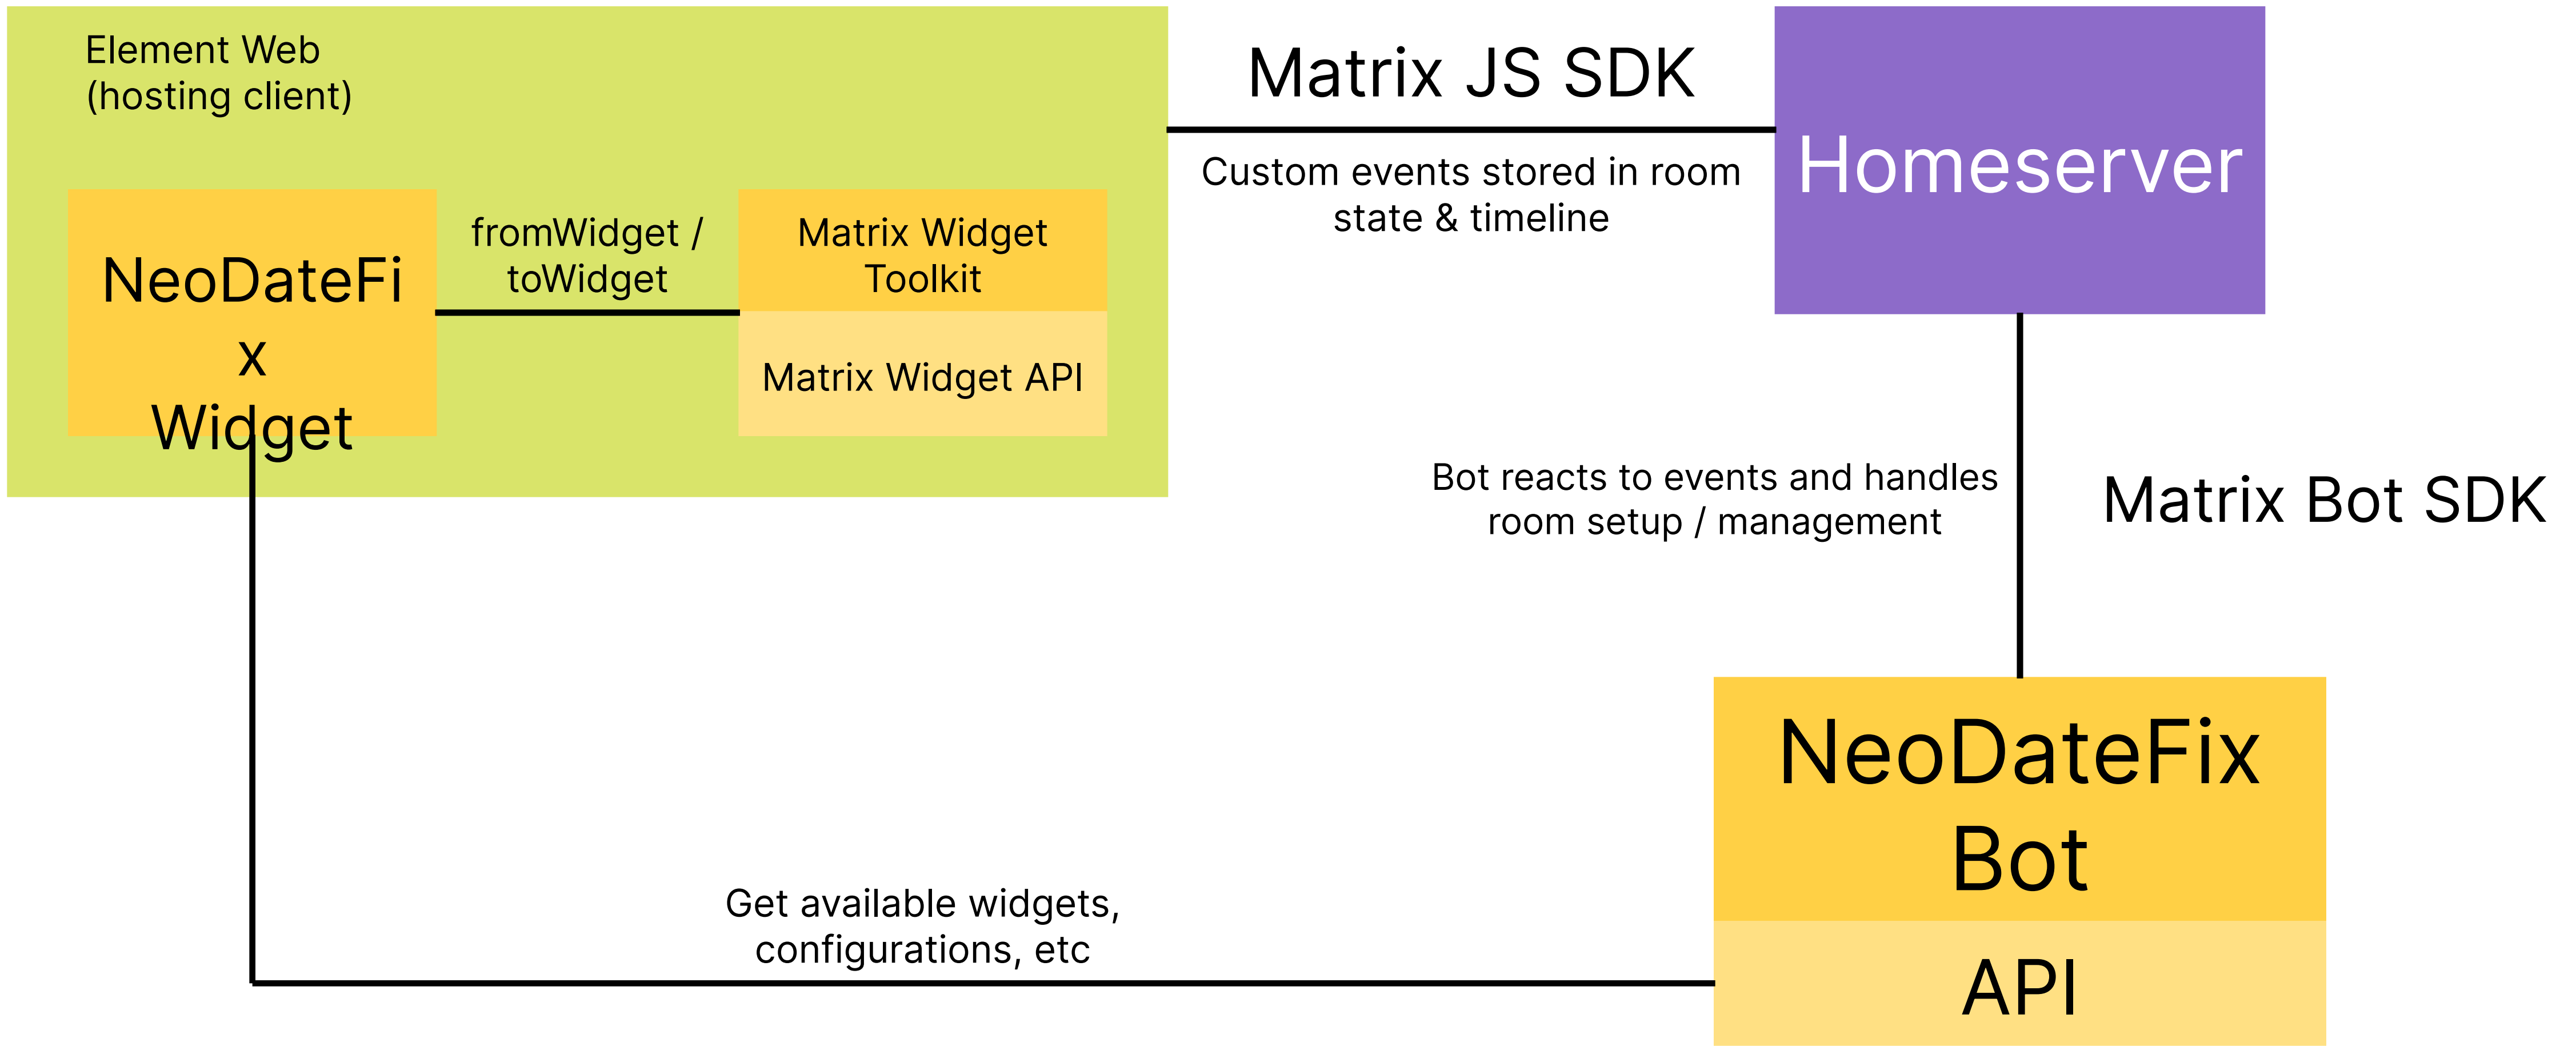 Element Web
(hosting client)
NeoDateFi
x
Widget
fromWidget /
toWidget
Matrix Widget
Toolkit
Matrix Widget API
Matrix JS SDK
Custom events stored in room
state & timeline
Homeserver
Bot reacts to events and handles
room setup / management
Matrix Bot SDK
NeoDateFix
Bot
API
Get available widgets,
configurations, etc